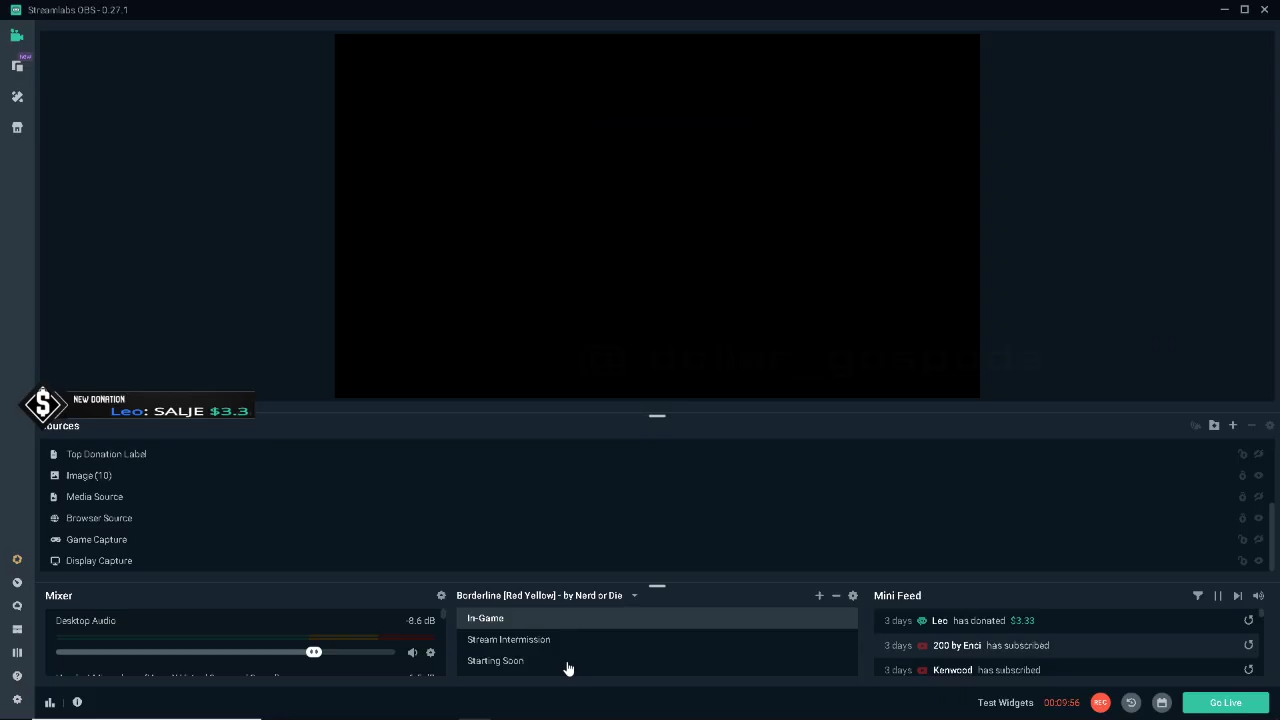 Streamlabs OBS - 0.27.1
new
@ dollar_gospoda
NEW DONATION
Leo: SALJE $3.3
ources
Top Donation Label
Image (10)
Media Source
Browser Source
Game Capture
Display Capture
Mixer
Desktop Audio
-8.6 dB
Borderline [Red Yellow] - by Nerd or Die
In-Game
Stream Intermission
Starting Soon
Mini Feed
3 days Leo has donated $3.33
3 days 200 by Enci has subscribed
3 days Kenwood has subscribed
Test Widgets
00:09:56
REC
Go Live